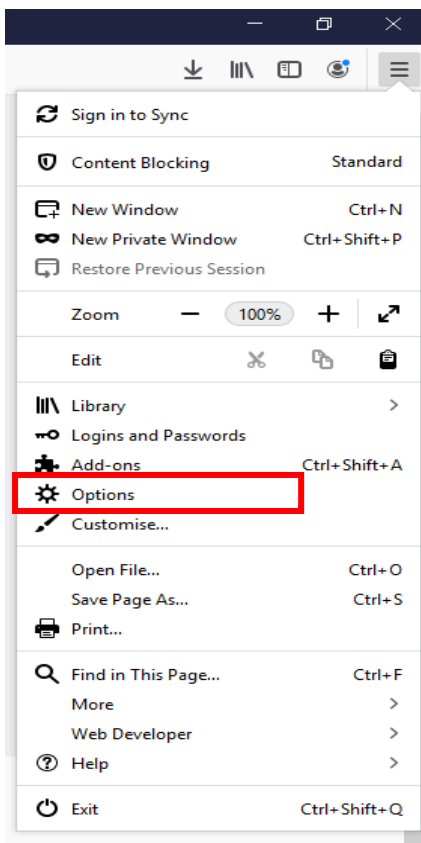 Sign in to Sync
Content Blocking Standard
New Window Ctrl+N
New Private Window Ctrl+Shift+P
Restore Previous Session
Zoom 100%
Edit
Library
Logins and Passwords
Add-ons Ctrl+Shift+A
Options
Customise...
Open File... Ctrl+O
Save Page As... Ctrl+S
Print...
Find in This Page... Ctrl+F
More
Web Developer
Help
Exit Ctrl+Shift+Q